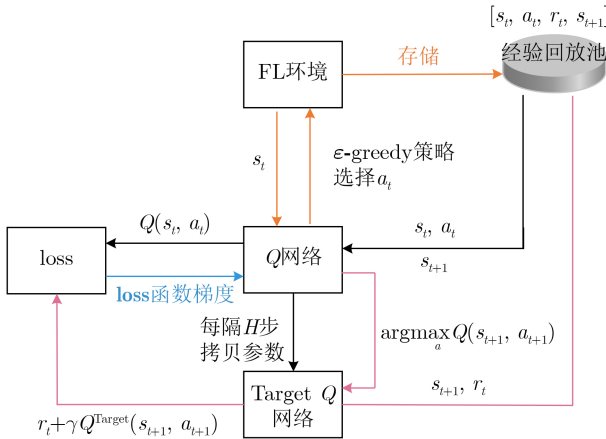 [s_t, a_t, r_t, s_{t+1}]
经验回放池
FL环境
存储
s_t
ε-greedy策略
选择a_t
Q(s_t, a_t)
s_t, a_t
s_{t+1}
loss
Q网络
loss函数梯度
每隔H步
拷贝参数
argmax_a Q(s_{t+1}, a_{t+1})
Target Q
网络
s_{t+1}, r_t
r_t+γQ^{Target}(s_{t+1}, a_{t+1})